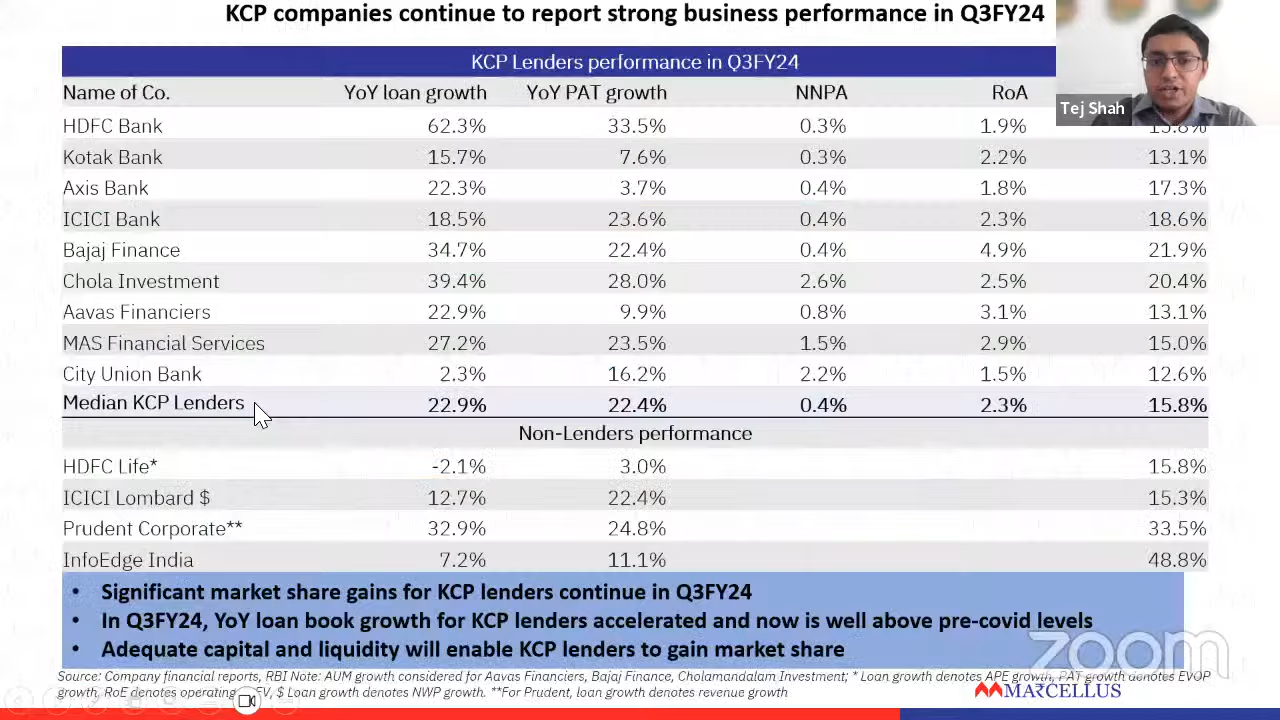 KCP companies continue to report strong business performance in Q3FY24
KCP Lenders performance in Q3FY24
Name of Co. YoY loan growth YoY PAT growth NNPA RoA
Tej Shah
HDFC Bank 62.3% 33.5% 0.3% 1.9% 15.8%
Kotak Bank 15.7% 7.6% 0.3% 2.2% 13.1%
Axis Bank 22.3% 3.7% 0.4% 1.8% 17.3%
ICICI Bank 18.5% 23.6% 0.4% 2.3% 18.6%
Bajaj Finance 34.7% 22.4% 0.4% 4.9% 21.9%
Chola Investment 39.4% 28.0% 2.6% 2.5% 20.4%
Aavas Financiers 22.9% 9.9% 0.8% 3.1% 13.1%
MAS Financial Services 27.2% 23.5% 1.5% 2.9% 15.0%
City Union Bank 2.3% 16.2% 2.2% 1.5% 12.6%
Median KCP Lenders 22.9% 22.4% 0.4% 2.3% 15.8%
Non-Lenders performance
HDFC Life* -2.1% 3.0% 15.8%
ICICI Lombard $ 12.7% 22.4% 15.3%
Prudent Corporate** 32.9% 24.8% 33.5%
InfoEdge India 7.2% 11.1% 48.8%
• Significant market share gains for KCP lenders continue in Q3FY24
• In Q3FY24, YoY loan book growth for KCP lenders accelerated and now is well above pre-covid levels
• Adequate capital and liquidity will enable KCP lenders to gain market share
zoom
Source: Company financial reports, RBI Note: AUM growth considered for Aavas Financiers, Bajaj Finance, Cholamandalam Investment; * Loan growth denotes APE growth, PAT growth denotes EVOP
growth, RoE denotes operating EV, $ Loan growth denotes NWP growth. **For Prudent, loan growth denotes revenue growth
MARCELLUS